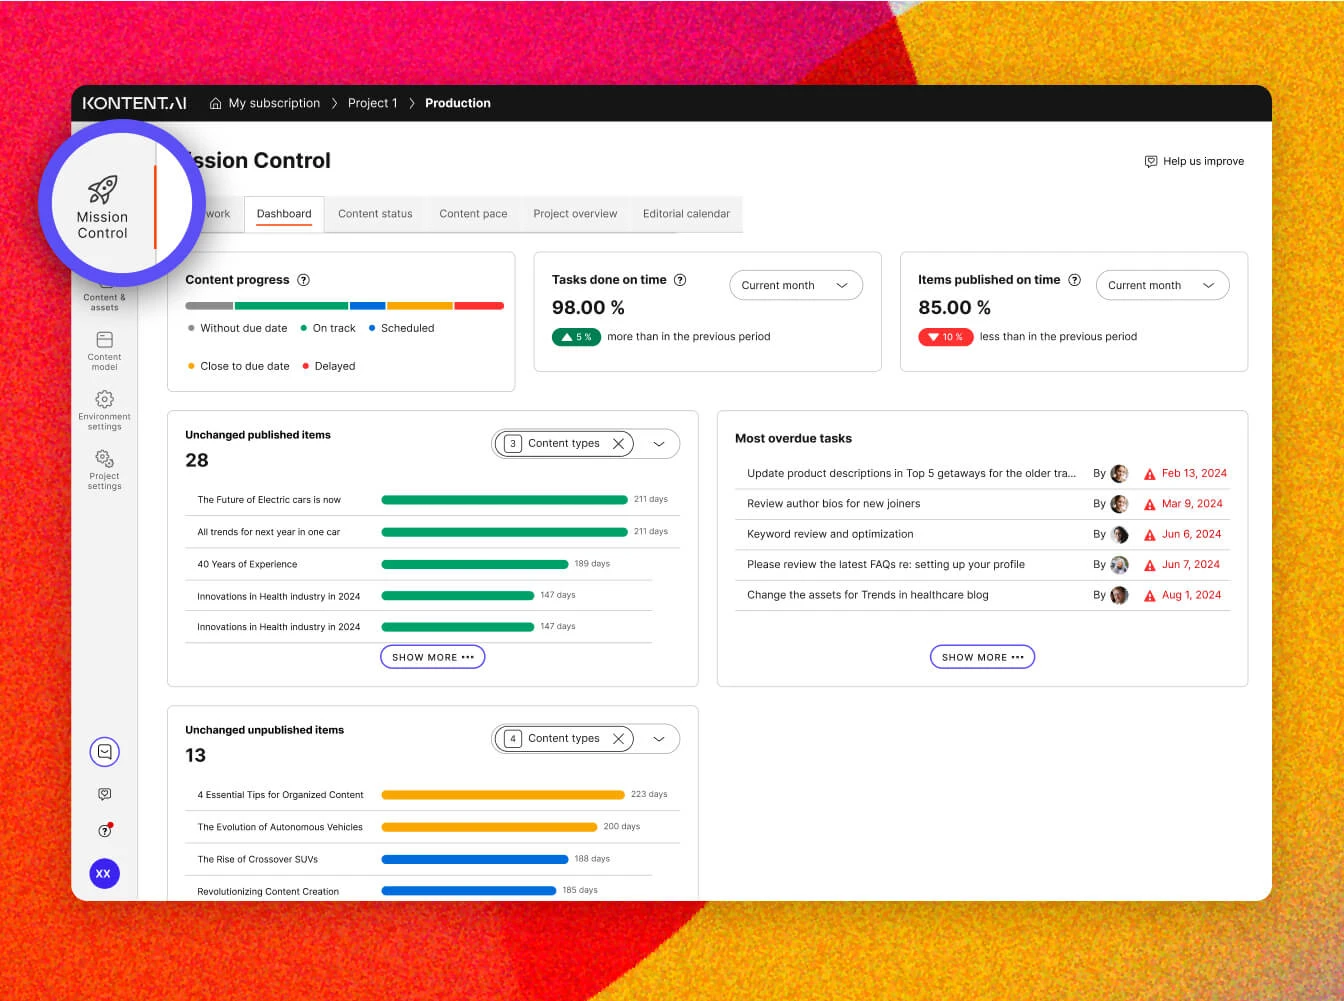 KONTENT.AI My subscription Project 1 Production
Mission Control
ssion Control
Help us improve
work Dashboard Content status Content pace Project overview Editorial calendar
Content & assets
Content model
Environment settings
Project settings
XX
Content progress ?
Without due date On track Scheduled
Close to due date Delayed
Tasks done on time ? Current month
98.00 %
5 % more than in the previous period
Items published on time ? Current month
85.00 %
10 % less than in the previous period
Unchanged published items
28
3 Content types
The Future of Electric cars is now 211 days
All trends for next year in one car 211 days
40 Years of Experience 189 days
Innovations in Health industry in 2024 147 days
Innovations in Health industry in 2024 147 days
SHOW MORE •••
Most overdue tasks
Update product descriptions in Top 5 getaways for the older tra... By Feb 13, 2024
Review author bios for new joiners By Mar 9, 2024
Keyword review and optimization By Jun 6, 2024
Please review the latest FAQs re: setting up your profile By Jun 7, 2024
Change the assets for Trends in healthcare blog By Aug 1, 2024
SHOW MORE •••
Unchanged unpublished items
13
4 Content types
4 Essential Tips for Organized Content 223 days
The Evolution of Autonomous Vehicles 200 days
The Rise of Crossover SUVs 188 days
Revolutionizing Content Creation 185 days